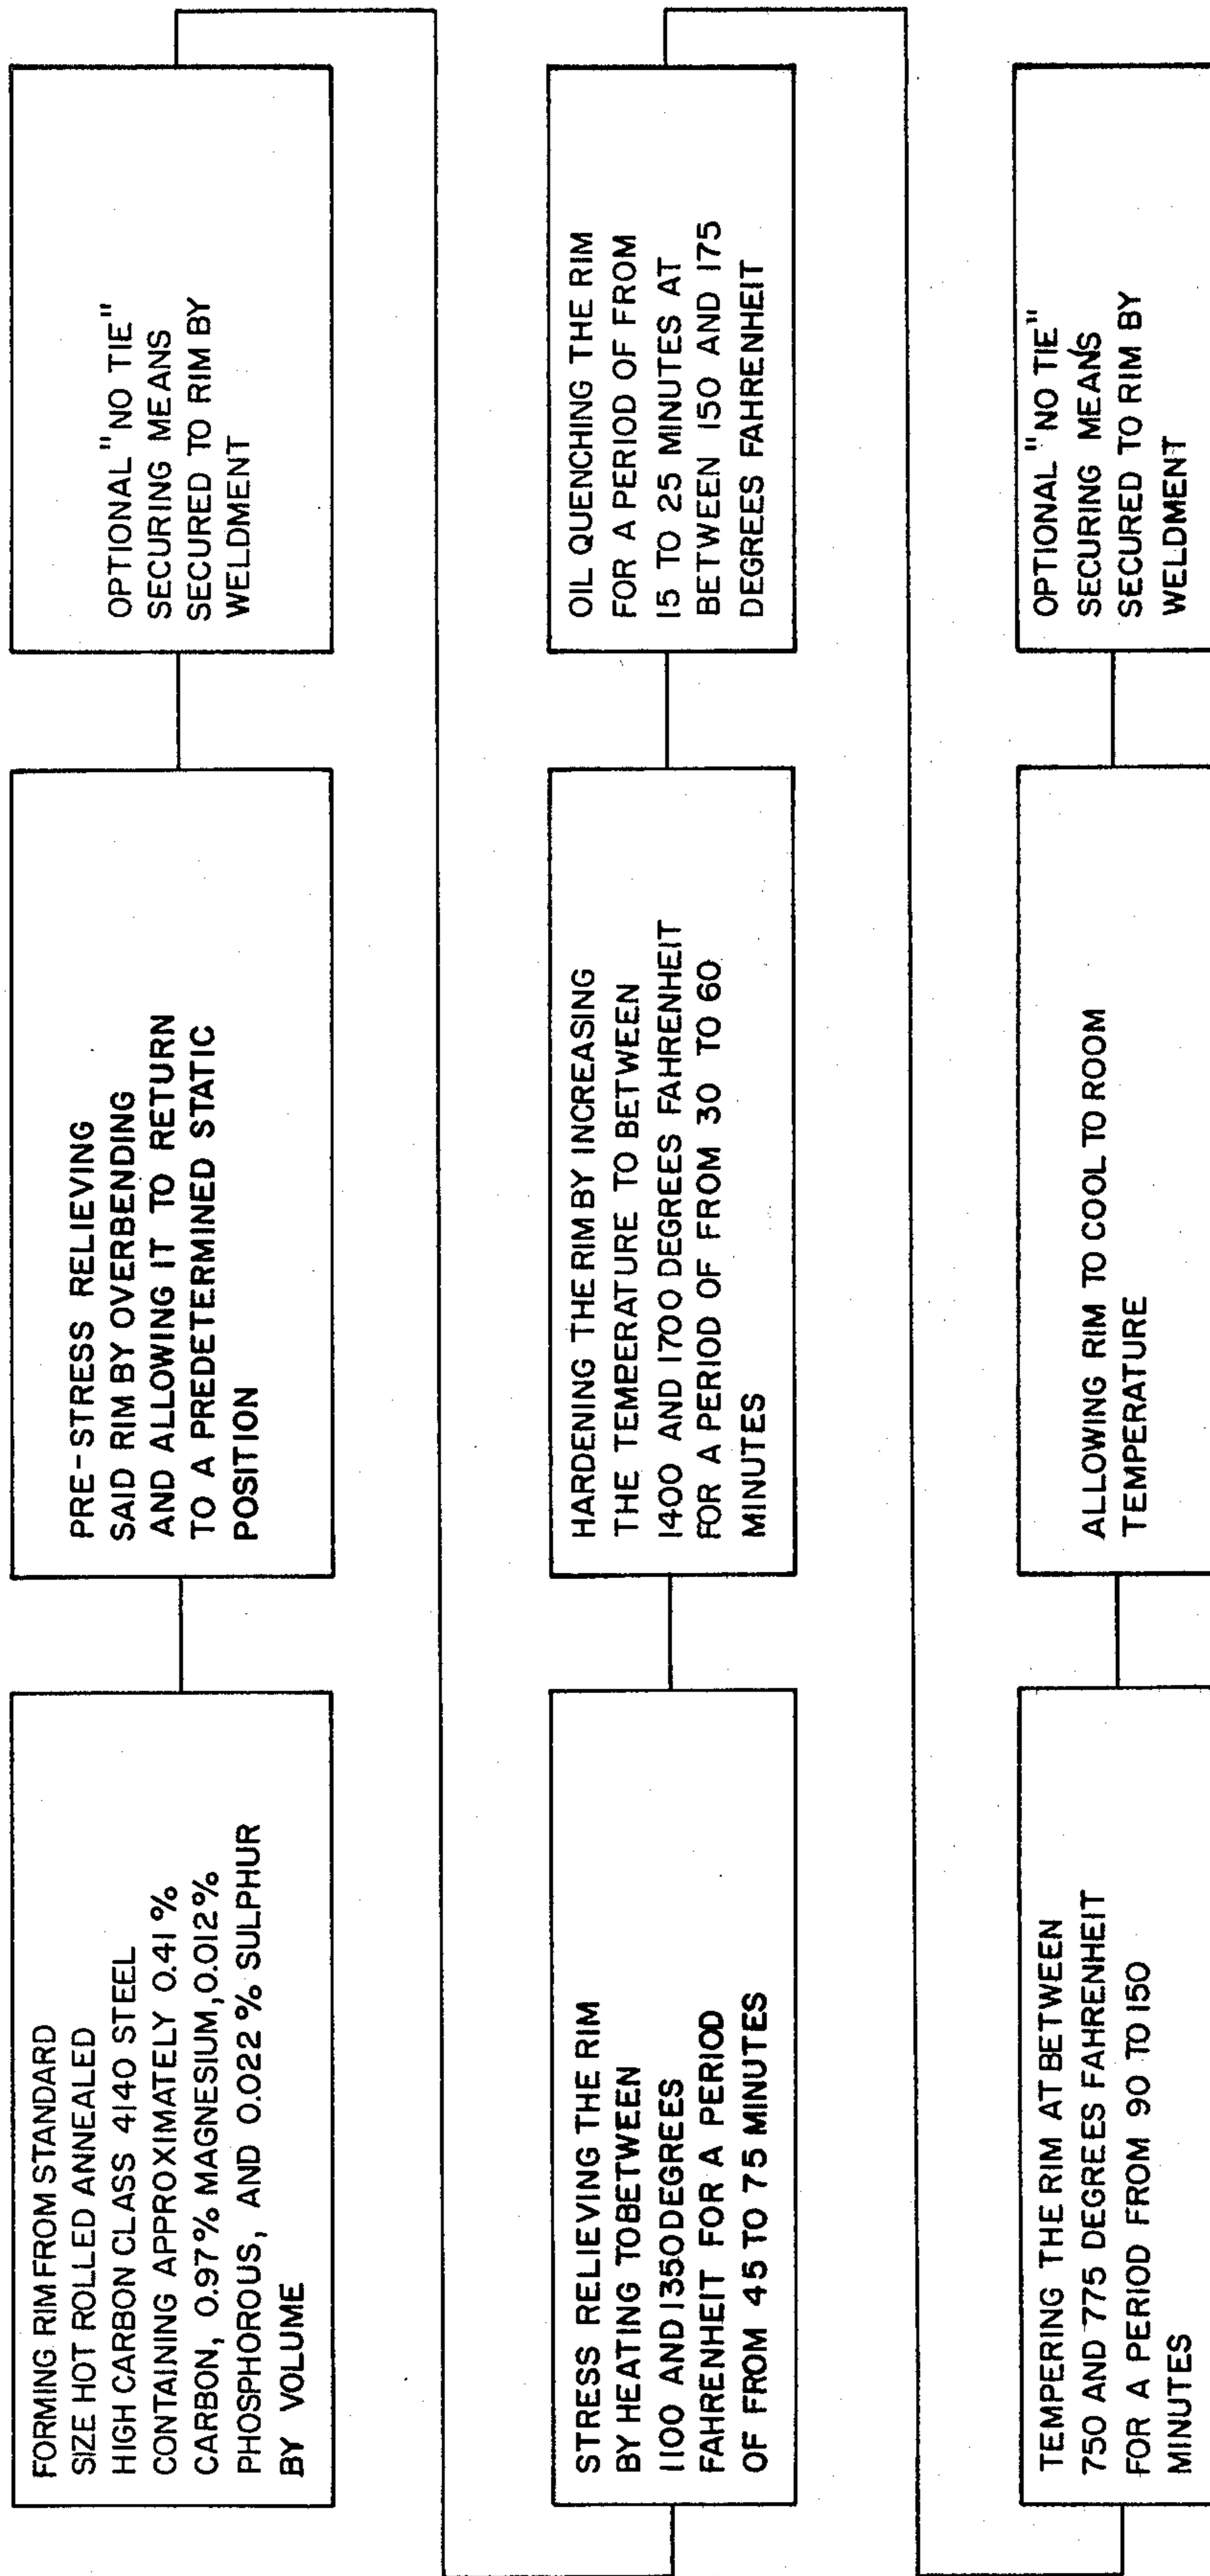 FORMING RIM FROM STANDARD
SIZE HOT ROLLED ANNEALED
HIGH CARBON CLASS 4140 STEEL
CONTAINING APPROXIMATELY 0.41 %
CARBON, 0.97% MAGNESIUM, 0.012%
PHOSPHOROUS, AND 0.022 % SULPHUR
BY VOLUME
PRE-STRESS RELIEVING
SAID RIM BY OVERBENDING
AND ALLOWING IT TO RETURN
TO A PREDETERMINED STATIC
POSITION
OPTIONAL "NO TIE"
SECURING MEANS
SECURED TO RIM BY
WELDMENT
STRESS RELIEVING THE RIM
BY HEATING TOBETWEEN
1100 AND 1350 DEGREES
FAHRENHEIT FOR A PERIOD
OF FROM 45 TO 75 MINUTES
HARDENING THE RIM BY INCREASING
THE TEMPERATURE TO BETWEEN
1400 AND 1700 DEGREES FAHRENHEIT
FOR A PERIOD OF FROM 30 TO 60
MINUTES
OIL QUENCHING THE RIM
FOR A PERIOD OF FROM
15 TO 25 MINUTES AT
BETWEEN 150 AND 175
DEGREES FAHRENHEIT
TEMPERING THE RIM AT BETWEEN
750 AND 775 DEGREES FAHRENHEIT
FOR A PERIOD FROM 90 TO 150
MINUTES
ALLOWING RIM TO COOL TO ROOM
TEMPERATURE
OPTIONAL "NO TIE"
SECURING MEANS
SECURED TO RIM BY
WELDMENT